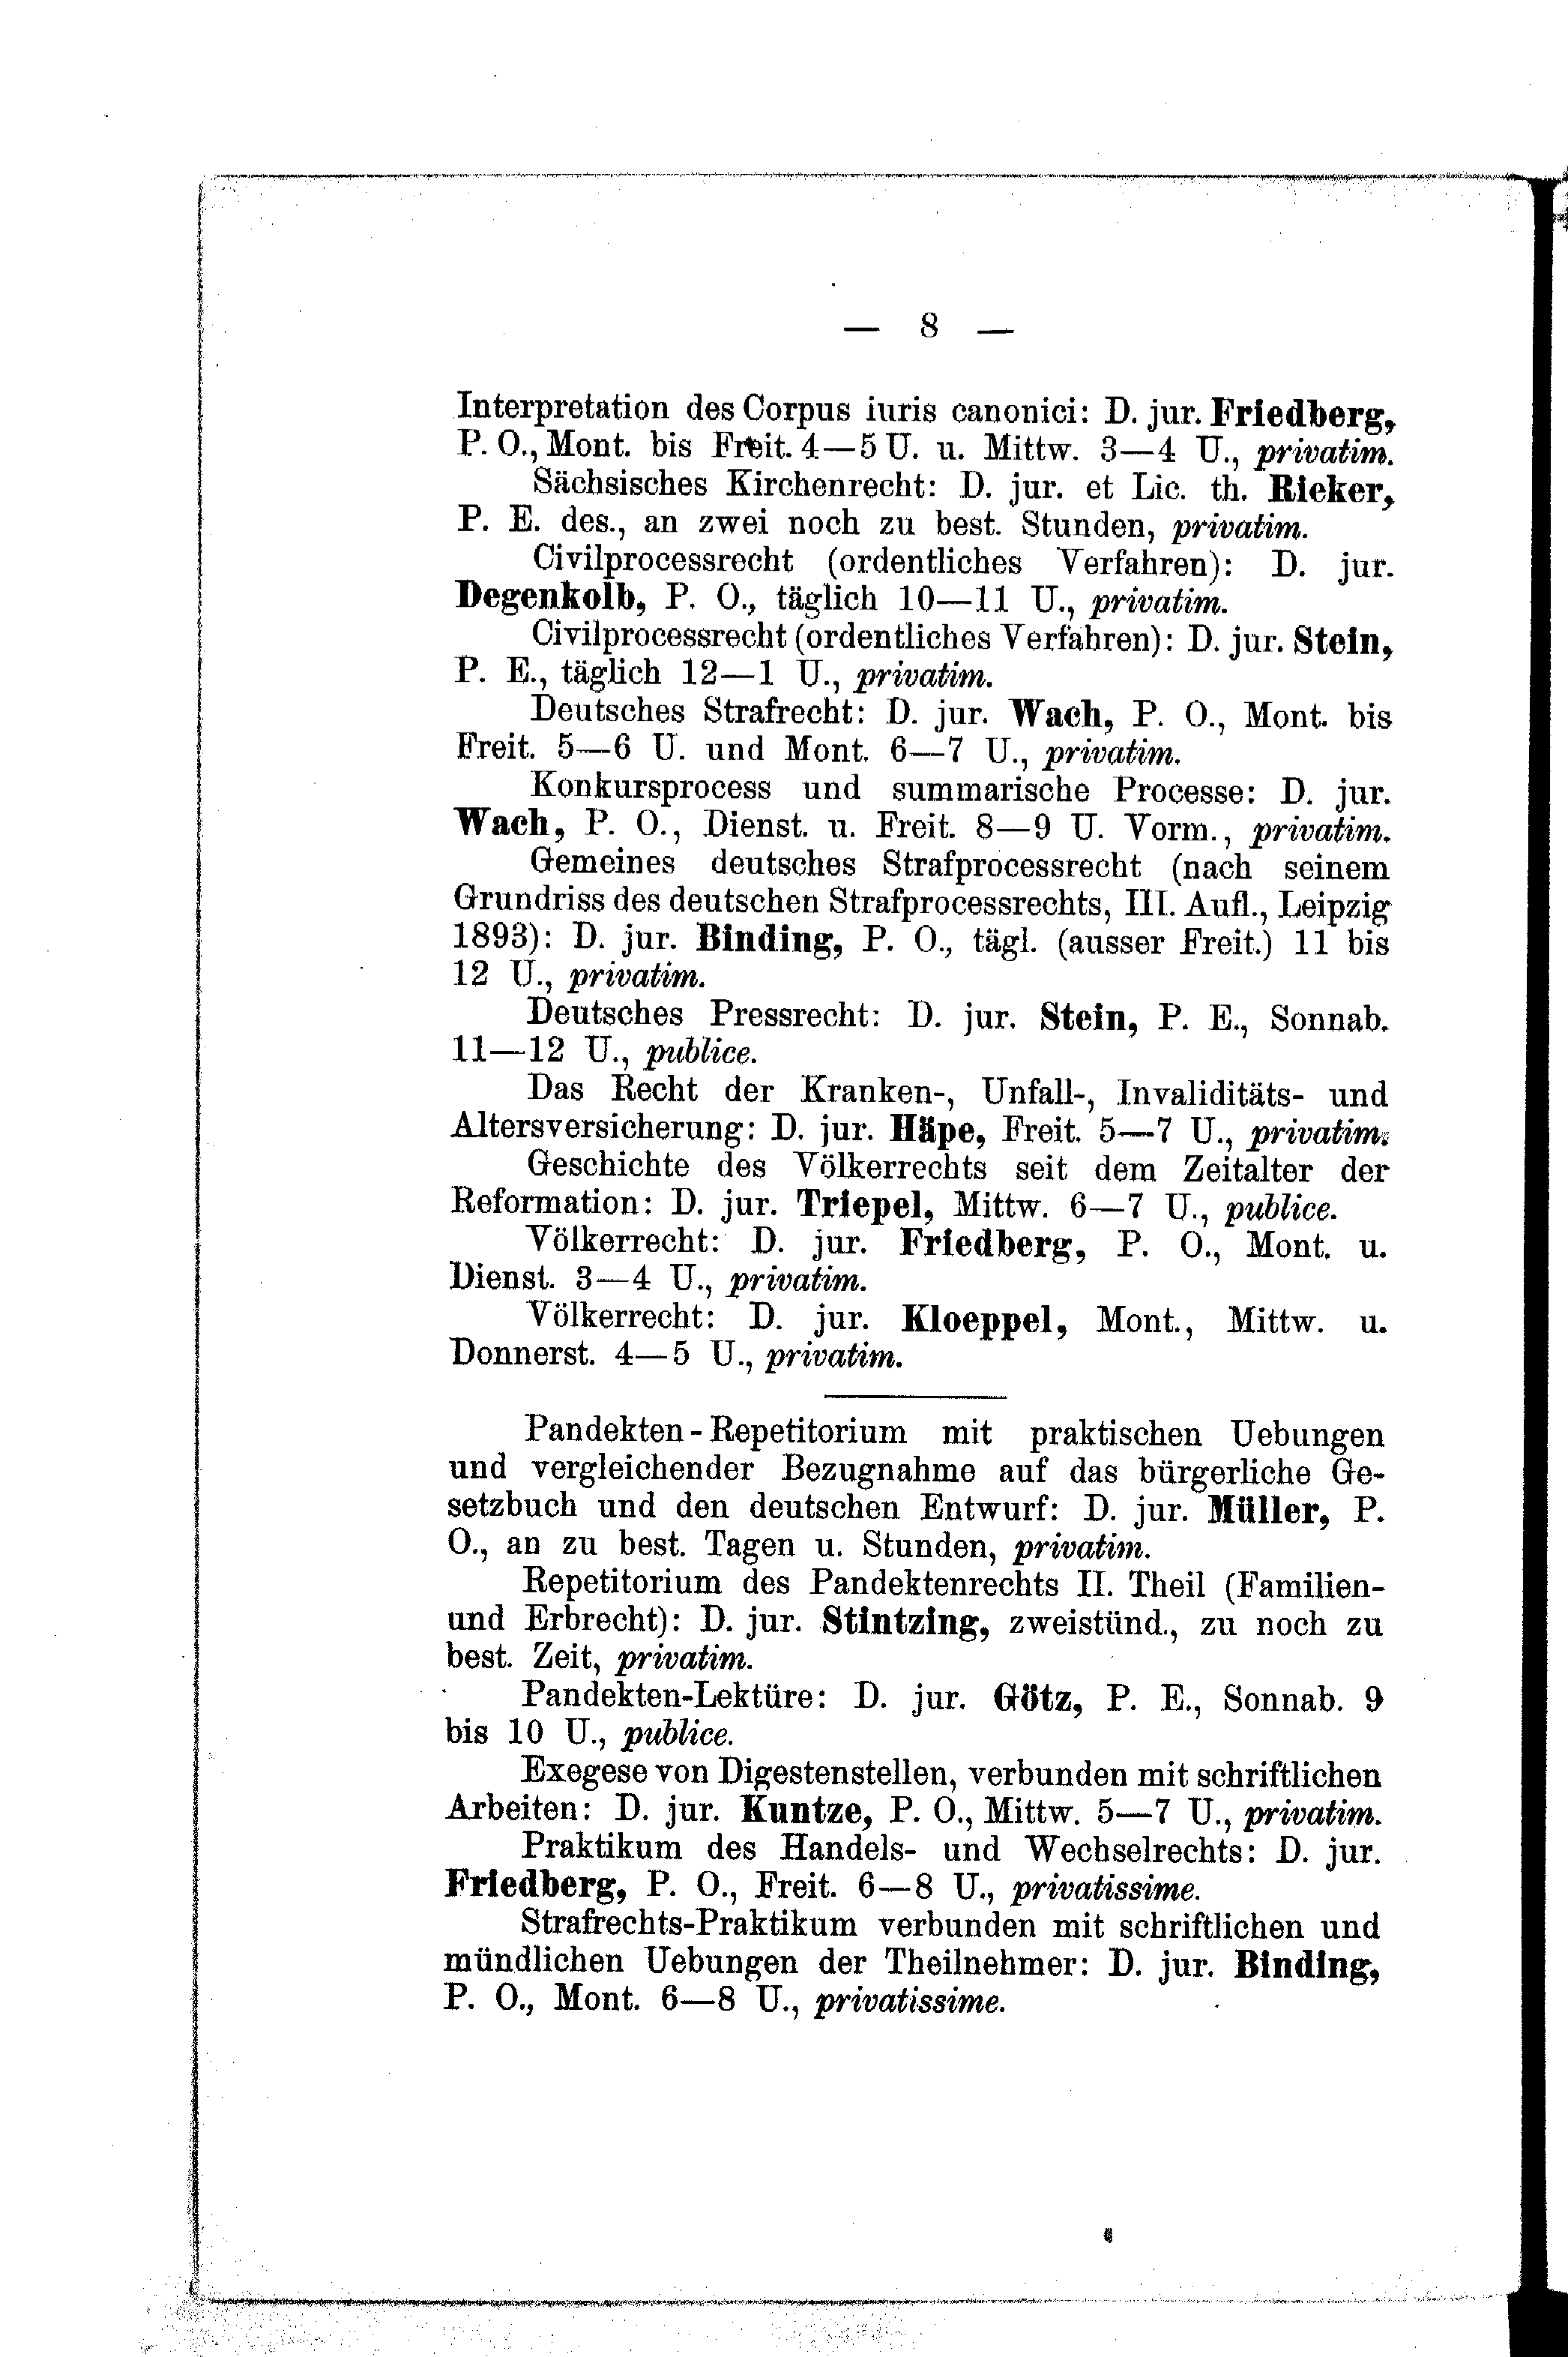 — 8 —
Interpretation des Corpus iuris canonici: D. jur. Friedberg,
P. O., Mont. bis Freit. 4—5 U. u. Mittw. 3—4 U., privatim.
Sächsisches Kirchenrecht: D. jur. et Lic. th. Rieker,
P. E. des., an zwei noch zu best. Stunden, privatim.
Civilprocessrecht (ordentliches Verfahren): D. jur.
Degenkolb, P. O., täglich 10—11 U., privatim.
Civilprocessrecht (ordentliches Verfahren): D. jur. Stein,
P. E., täglich 12—1 U., privatim.
Deutsches Strafrecht: D. jur. Wach, P. O., Mont. bis
Freit. 5—6 U. und Mont. 6—7 U., privatim.
Konkursprocess und summarische Processe: D. jur.
Wach, P. O., Dienst. u. Freit. 8—9 U. Vorm., privatim.
Gemeines deutsches Strafprocessrecht (nach seinem
Grundriss des deutschen Strafprocessrechts, III. Aufl., Leipzig
1893): D. jur. Binding, P. O., tägl. (ausser Freit.) 11 bis
12 U., privatim.
Deutsches Pressrecht: D. jur. Stein, P. E., Sonnab.
11—12 U., publice.
Das Recht der Kranken-, Unfall-, Invaliditäts- und
Altersversicherung: D. jur. Häpe, Freit. 5—7 U., privatim.
Geschichte des Völkerrechts seit dem Zeitalter der
Reformation: D. jur. Triepel, Mittw. 6—7 U., publice.
Völkerrecht: D. jur. Friedberg, P. O., Mont. u.
Dienst. 3—4 U., privatim.
Völkerrecht: D. jur. Kloeppel, Mont., Mittw. u.
Donnerst. 4—5 U., privatim.
Pandekten-Repetitorium mit praktischen Uebungen
und vergleichender Bezugnahme auf das bürgerliche Ge-
setzbuch und den deutschen Entwurf: D. jur. Müller, P.
O., an zu best. Tagen u. Stunden, privatim.
Repetitorium des Pandektenrechts II. Theil (Familien-
und Erbrecht): D. jur. Stintzing, zweistünd., zu noch zu
best. Zeit, privatim.
Pandekten-Lektüre: D. jur. Götz, P. E., Sonnab. 9
bis 10 U., publice.
Exegese von Digestenstellen, verbunden mit schriftlichen
Arbeiten: D. jur. Kuntze, P. O., Mittw. 5—7 U., privatim.
Praktikum des Handels- und Wechselrechts: D. jur.
Friedberg, P. O., Freit. 6—8 U., privatissime.
Strafrechts-Praktikum verbunden mit schriftlichen und
mündlichen Uebungen der Theilnehmer: D. jur. Binding,
P. O., Mont. 6—8 U., privatissime.